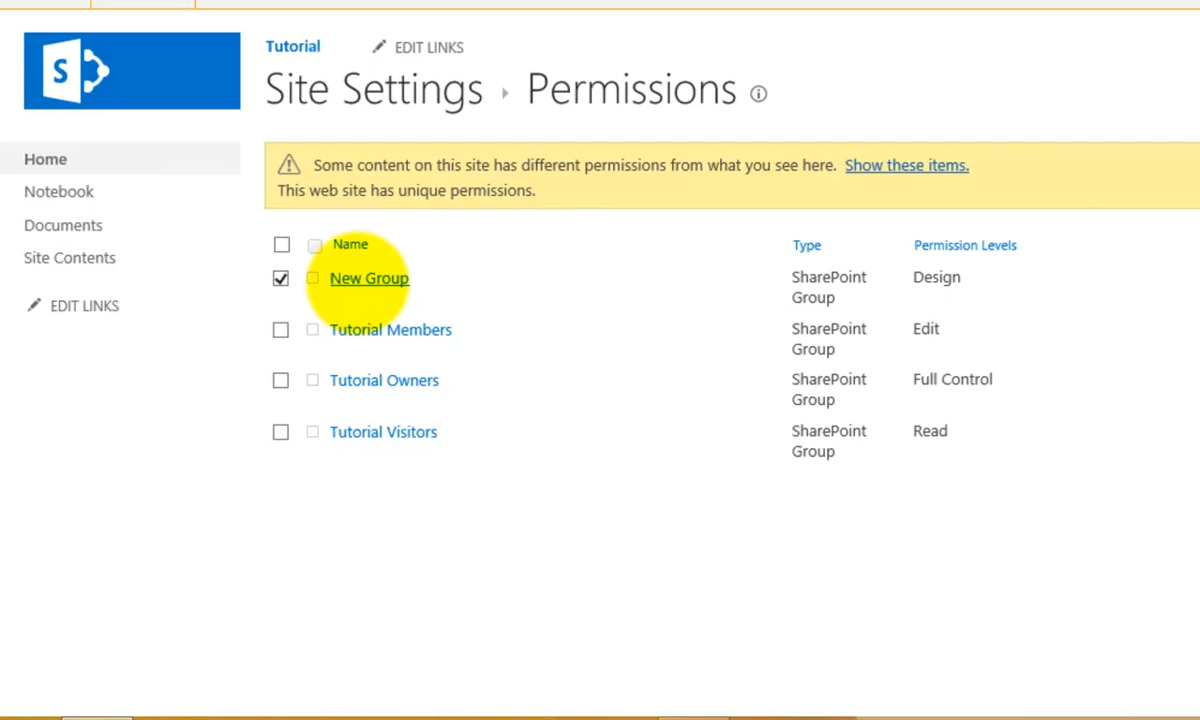 S
Tutorial EDIT LINKS
Site Settings Permissions
Home
Notebook
Documents
Site Contents
EDIT LINKS
Some content on this site has different permissions from what you see here. Show these items.
This web site has unique permissions.
Name Type Permission Levels
New Group SharePoint Group Design
Tutorial Members SharePoint Group Edit
Tutorial Owners SharePoint Group Full Control
Tutorial Visitors SharePoint Group Read